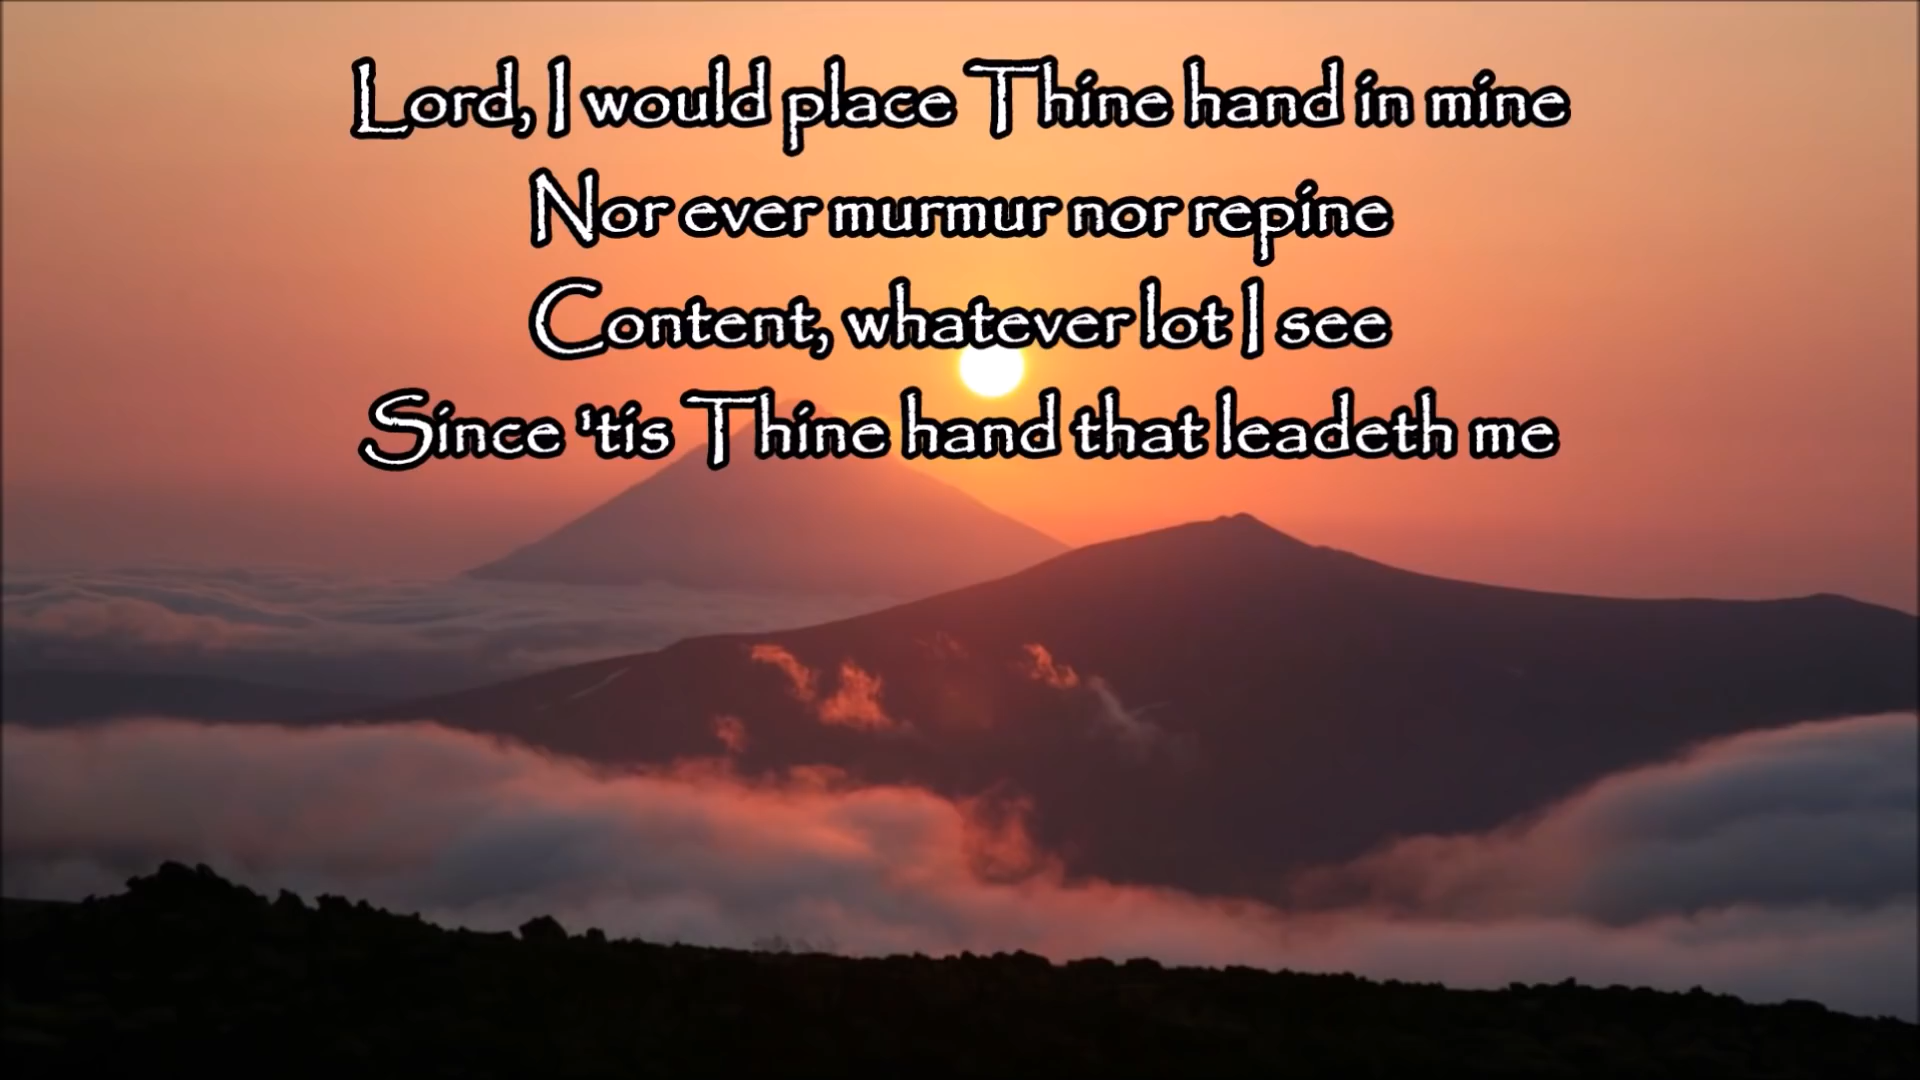 Lord, I would place Thine hand in mine
Nor ever murmur nor repine
Content, whatever lot I see
Since 'tis Thine hand that leadeth me